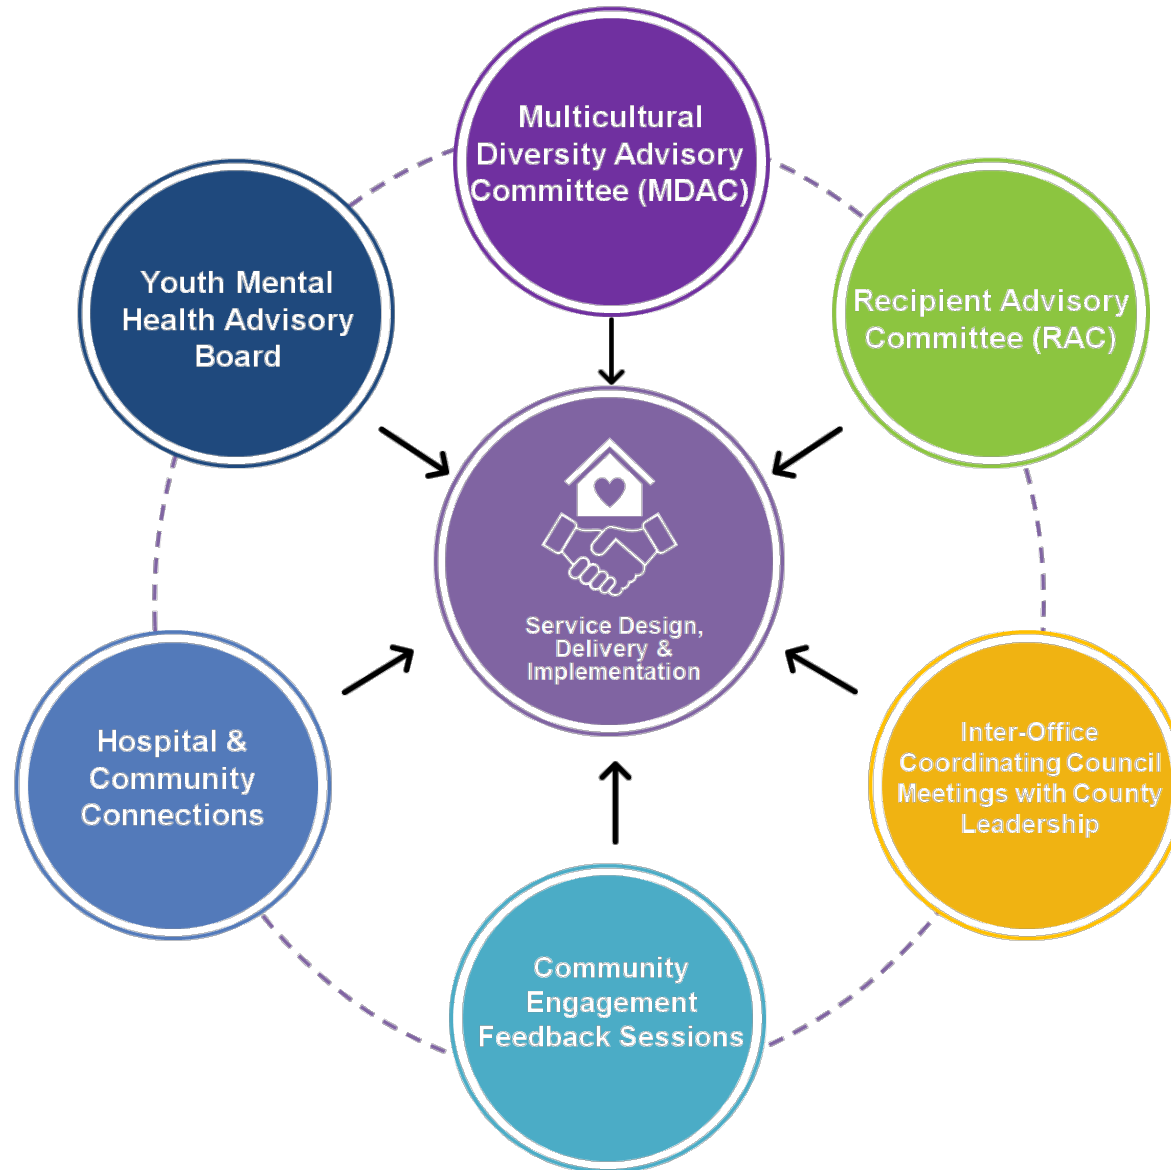 Multicultural
Diversity Advisory
Committee (MDAC)
Youth Mental
Health Advisory
Board
Recipient Advisory
Committee (RAC)
Service Design,
Delivery &
Implementation
Hospital &
Community
Connections
Inter-Office
Coordinating Council
Meetings with County
Leadership
Community
Engagement
Feedback Sessions